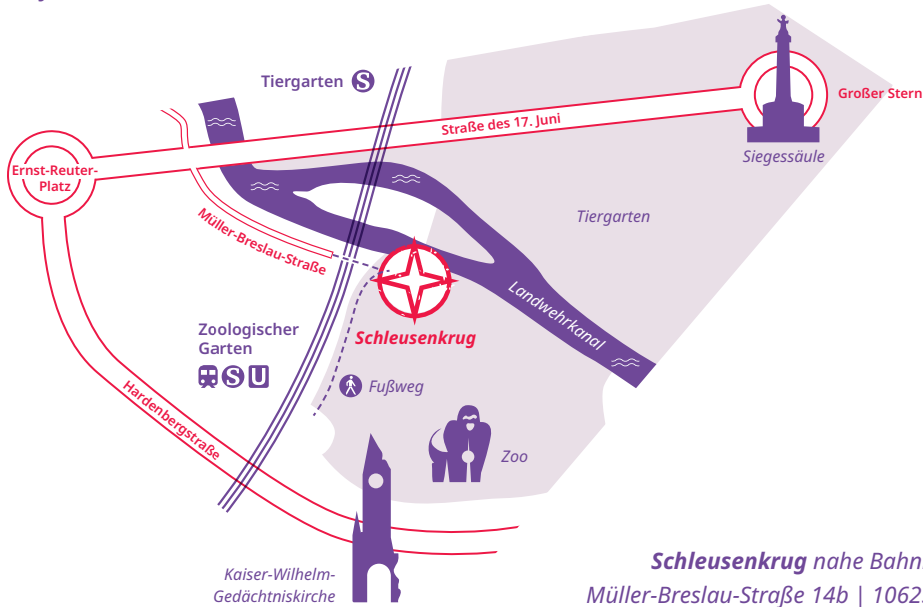 Tiergarten S
Großer Stern
Straße des 17. Juni
Siegessäule
Ernst-Reuter-
Platz
Tiergarten
Müller-Breslau-Straße
Landwehrkanal
Zoologischer
Garten
S U
Schleusenkrug
Fußweg
Hardenbergstraße
Zoo
Kaiser-Wilhelm-
Gedächtniskirche
Schleusenkrug nahe Bahn
Müller-Breslau-Straße 14b | 1062